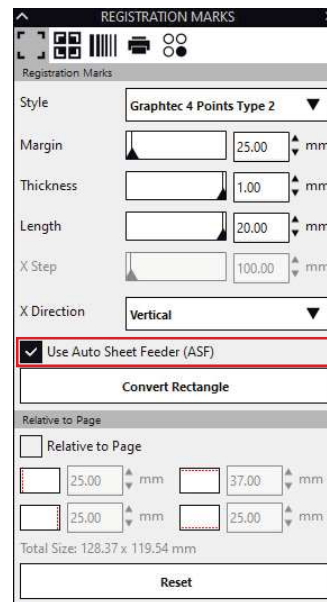 REGISTRATION MARKS
Registration Marks
Style Graphtec 4 Points Type 2
Margin 25.00 mm
Thickness 1.00 mm
Length 20.00 mm
X Step 100.00 mm
X Direction Vertical
Use Auto Sheet Feeder (ASF)
Convert Rectangle
Relative to Page
Relative to Page
25.00 mm 37.00 mm
25.00 mm 25.00 mm
Total Size: 128.37 x 119.54 mm
Reset